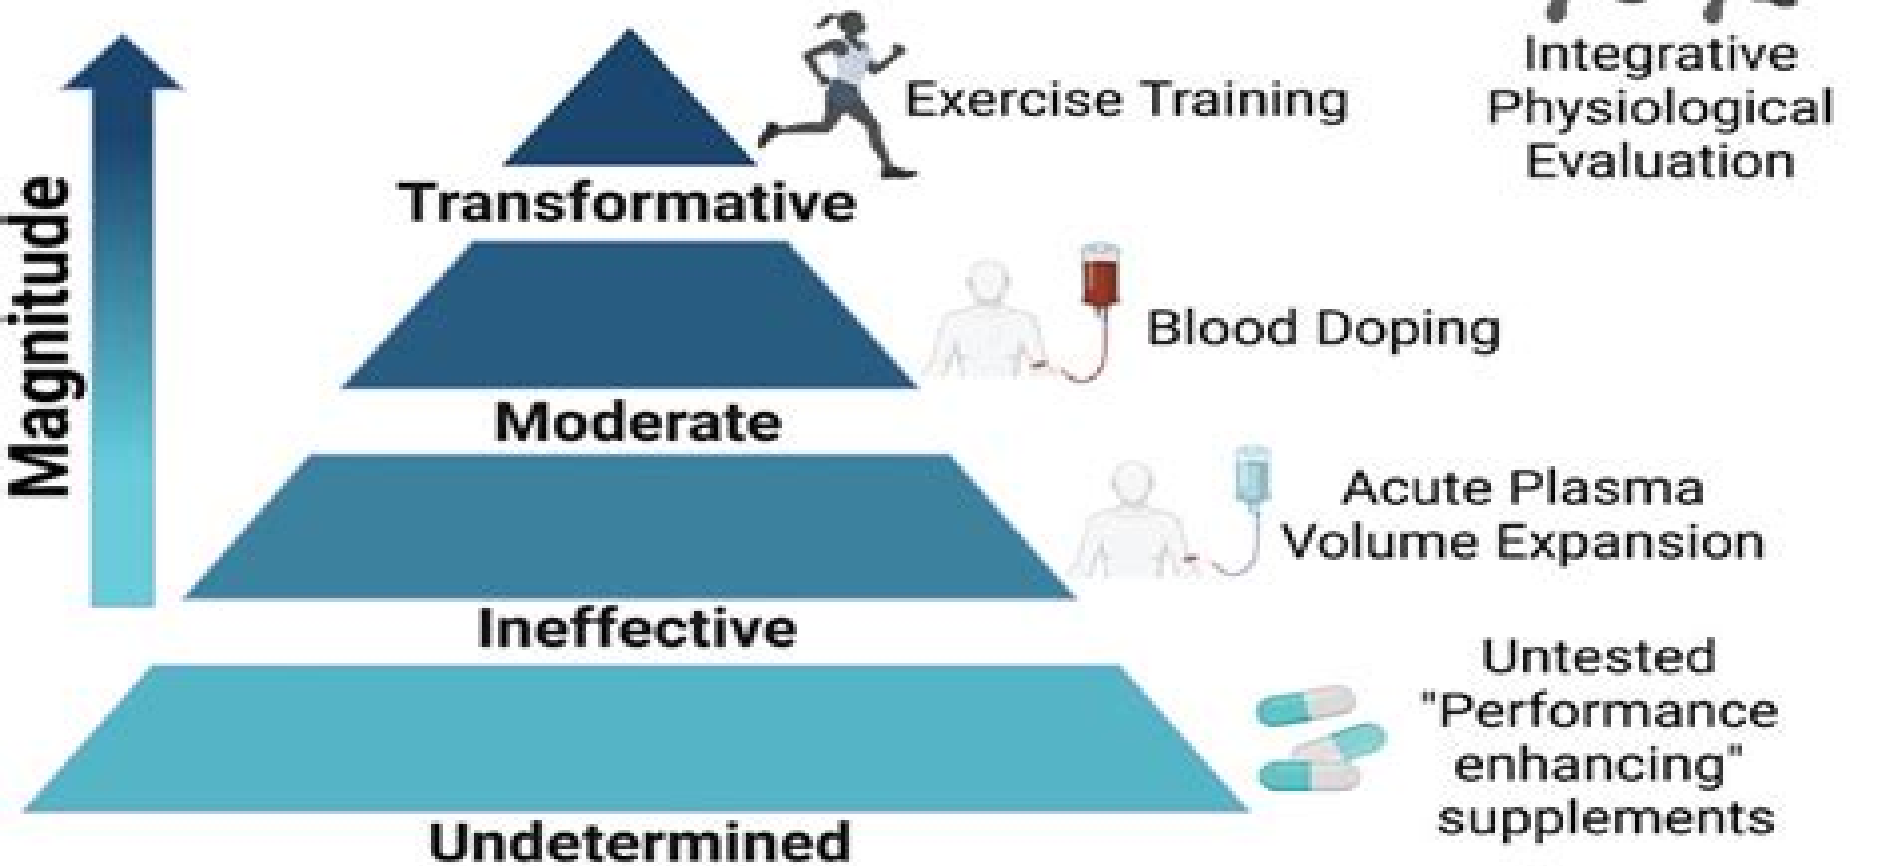 Magnitude
Exercise Training
Transformative
Blood Doping
Moderate
Acute Plasma
Volume Expansion
Ineffective
Untested
"Performance
enhancing"
supplements
Undetermined
Integrative
Physiological
Evaluation